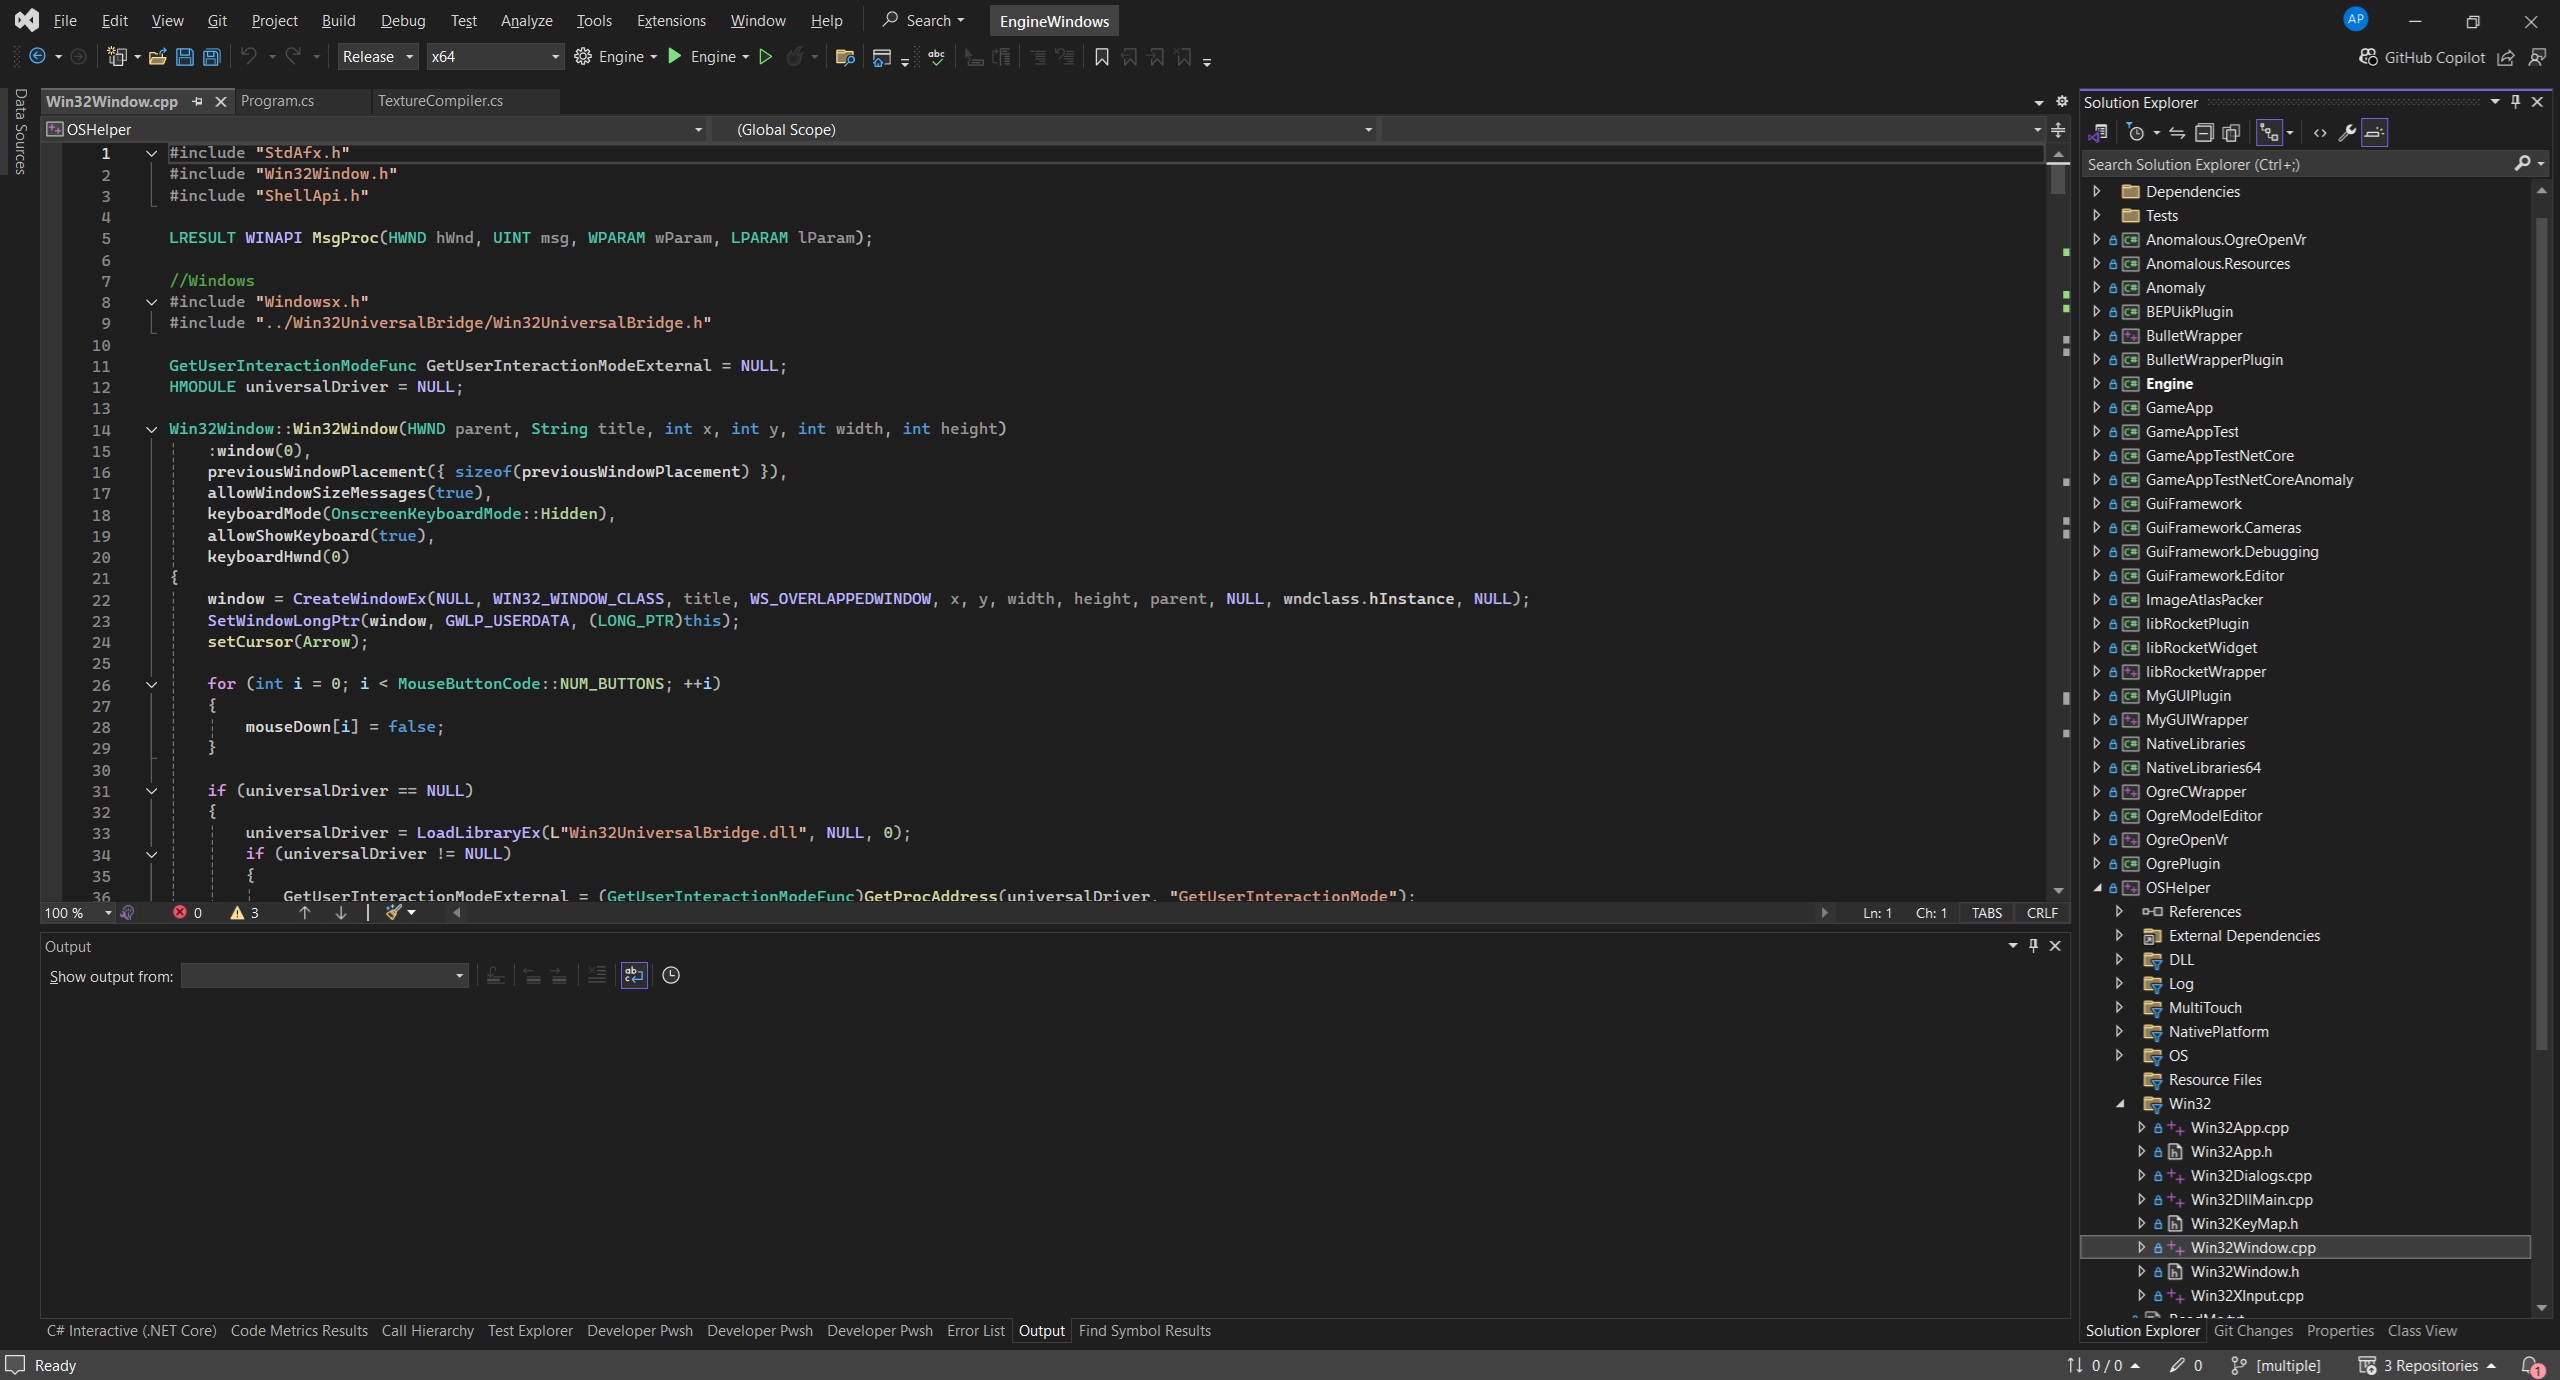 File Edit View Git Project Build Debug Test Analyze Tools Extensions Window Help Search EngineWindows AP
Release x64 Engine Engine abc GitHub Copilot
Data Sources
Win32Window.cpp Program.cs TextureCompiler.cs
OSHelper (Global Scope)
1 #include "StdAfx.h"
2 #include "Win32Window.h"
3 #include "ShellApi.h"
4
5 LRESULT WINAPI MsgProc(HWND hWnd, UINT msg, WPARAM wParam, LPARAM lParam);
6
7 //Windows
8 #include "Windowsx.h"
9 #include "../Win32UniversalBridge/Win32UniversalBridge.h"
10
11 GetUserInteractionModeFunc GetUserInteractionModeExternal = NULL;
12 HMODULE universalDriver = NULL;
13
14 Win32Window::Win32Window(HWND parent, String title, int x, int y, int width, int height)
15 :window(0),
16 previousWindowPlacement({ sizeof(previousWindowPlacement) }),
17 allowWindowSizeMessages(true),
18 keyboardMode(OnscreenKeyboardMode::Hidden),
19 allowShowKeyboard(true),
20 keyboardHwnd(0)
21 {
22 window = CreateWindowEx(NULL, WIN32_WINDOW_CLASS, title, WS_OVERLAPPEDWINDOW, x, y, width, height, parent, NULL, wndclass.hInstance, NULL);
23 SetWindowLongPtr(window, GWLP_USERDATA, (LONG_PTR)this);
24 setCursor(Arrow);
25
26 for (int i = 0; i < MouseButtonCode::NUM_BUTTONS; ++i)
27 {
28 mouseDown[i] = false;
29 }
30
31 if (universalDriver == NULL)
32 {
33 universalDriver = LoadLibraryEx(L"Win32UniversalBridge.dll", NULL, 0);
34 if (universalDriver != NULL)
35 {
36 GetUserInteractionModeExternal = (GetUserInteractionModeFunc)GetProcAddress(universalDriver, "GetUserInteractionMode");
100 % 0 3 Ln: 1 Ch: 1 TABS CRLF
Output
Show output from:
C# Interactive (.NET Core) Code Metrics Results Call Hierarchy Test Explorer Developer Pwsh Developer Pwsh Developer Pwsh Error List Output Find Symbol Results
Solution Explorer
Search Solution Explorer (Ctrl+;)
Dependencies
Tests
Anomalous.OgreOpenVr
Anomalous.Resources
Anomaly
BEPUikPlugin
BulletWrapper
BulletWrapperPlugin
Engine
GameApp
GameAppTest
GameAppTestNetCore
GameAppTestNetCoreAnomaly
GuiFramework
GuiFramework.Cameras
GuiFramework.Debugging
GuiFramework.Editor
ImageAtlasPacker
libRocketPlugin
libRocketWidget
libRocketWrapper
MyGUIPlugin
MyGUIWrapper
NativeLibraries
NativeLibraries64
OgreCWrapper
OgreModelEditor
OgreOpenVr
OgrePlugin
OSHelper
References
External Dependencies
DLL
Log
MultiTouch
NativePlatform
OS
Resource Files
Win32
Win32App.cpp
Win32App.h
Win32Dialogs.cpp
Win32DllMain.cpp
Win32KeyMap.h
Win32Window.cpp
Win32Window.h
Win32XInput.cpp
Solution Explorer Git Changes Properties Class View
Ready 0 / 0 0 [multiple] 3 Repositories 1